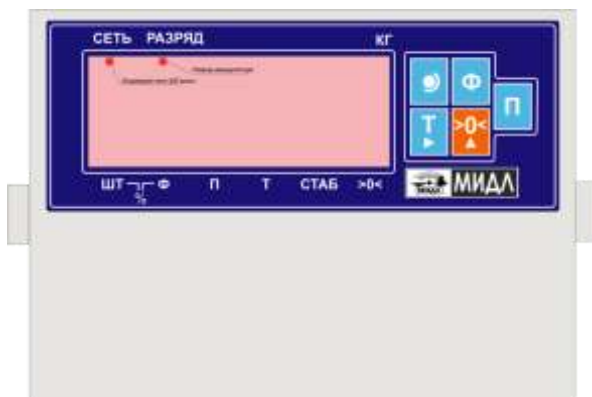 СЕТЬ РАЗРЯД КГ
Ф
П
Т >0<
ШТ Ф П Т СТАБ >0<
%
МИДЛ